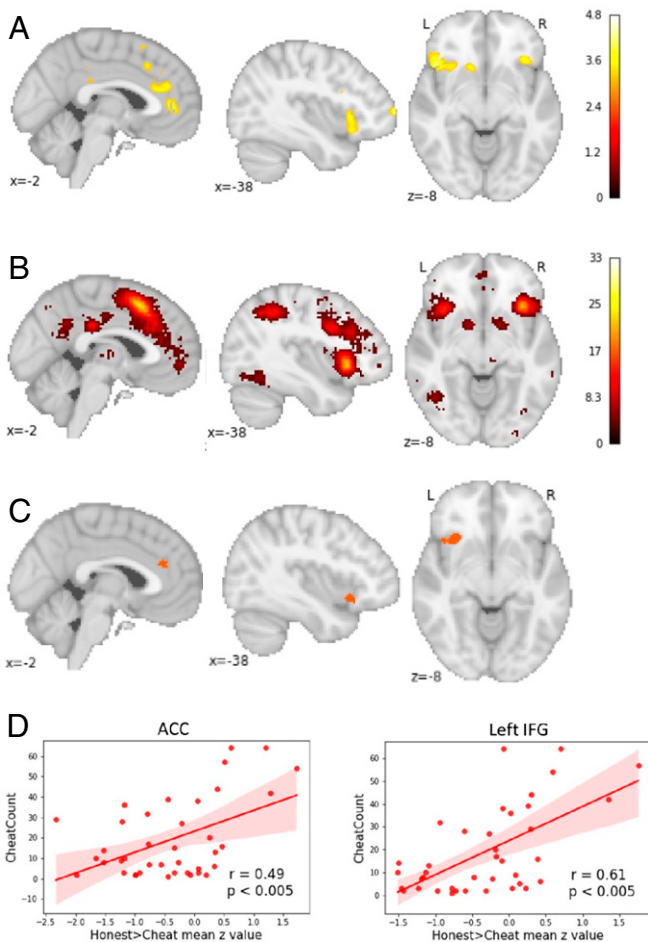 A
L
R
4.8
3.6
2.4
1.2
0
x=-2
x=-38
z=-8
B
L
R
33
25
17
8.3
0
x=-2
x=-38
z=-8
C
L
R
x=-2
x=-38
z=-8
D
ACC
CheatCount
60
50
40
30
20
10
0
-10
r = 0.49
p < 0.005
-2.5 -2.0 -1.5 -1.0 -0.5 0.0 0.5 1.0 1.5
Honest>Cheat mean z value
Left IFG
CheatCount
60
50
40
30
20
10
0
r = 0.61
p < 0.005
-1.5 -1.0 -0.5 0.0 0.5 1.0 1.5
Honest>Cheat mean z value